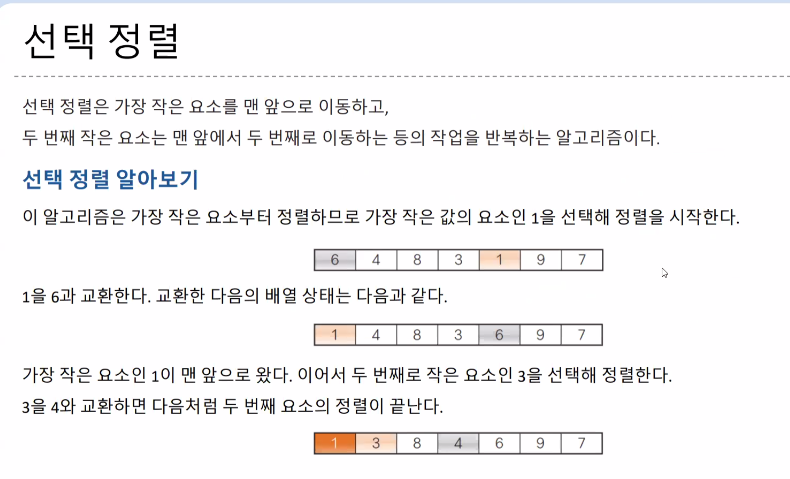 선택 정렬
선택 정렬은 가장 작은 요소를 맨 앞으로 이동하고,
두 번째 작은 요소는 맨 앞에서 두 번째로 이동하는 등의 작업을 반복하는 알고리즘이다.
선택 정렬 알아보기
이 알고리즘은 가장 작은 요소부터 정렬하므로 가장 작은 값의 요소인 1을 선택해 정렬을 시작한다.
6 4 8 3 1 9 7
1을 6과 교환한다. 교환한 다음의 배열 상태는 다음과 같다.
1 4 8 3 6 9 7
가장 작은 요소인 1이 맨 앞으로 왔다. 이어서 두 번째로 작은 요소인 3을 선택해 정렬한다.
3을 4와 교환하면 다음처럼 두 번째 요소의 정렬이 끝난다.
1 3 8 4 6 9 7